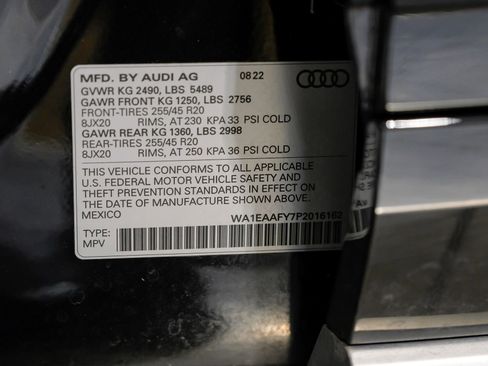 MFD. BY AUDI AG 0822
GVWR KG 2490, LBS 5489
GAWR FRONT KG 1250, LBS 2756
FRONT-TIRES 255/45 R20
8JX20 RIMS, AT 230 KPA 33 PSI COLD
GAWR REAR KG 1360, LBS 2998
REAR-TIRES 255/45 R20
8JX20 RIMS, AT 250 KPA 36 PSI COLD
THIS VEHICLE CONFORMS TO ALL APPLICABLE
U.S. FEDERAL MOTOR VEHICLE SAFETY AND
THEFT PREVENTION STANDARDS IN EFFECT ON
THE DATE OF MANUFACTURE SHOWN ABOVE.
MEXICO WA1EAAFY7P2016162
TYPE:
MPV